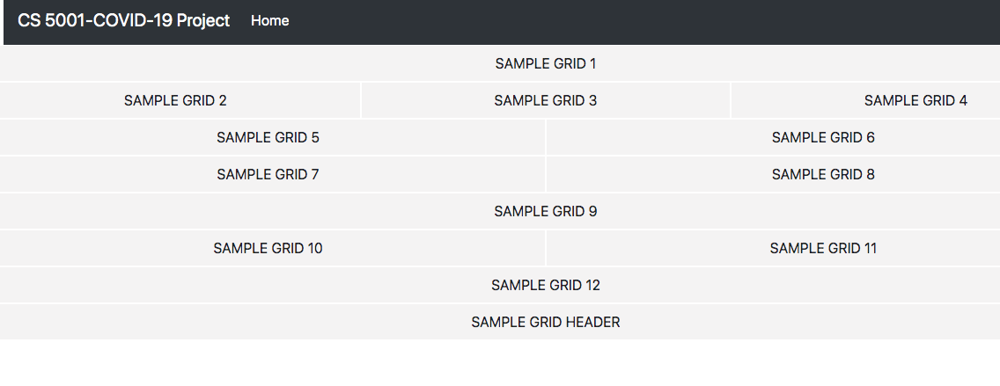 CS 5001-COVID-19 Project Home
SAMPLE GRID 1
SAMPLE GRID 2 SAMPLE GRID 3 SAMPLE GRID 4
SAMPLE GRID 5 SAMPLE GRID 6
SAMPLE GRID 7 SAMPLE GRID 8
SAMPLE GRID 9
SAMPLE GRID 10 SAMPLE GRID 11
SAMPLE GRID 12
SAMPLE GRID HEADER